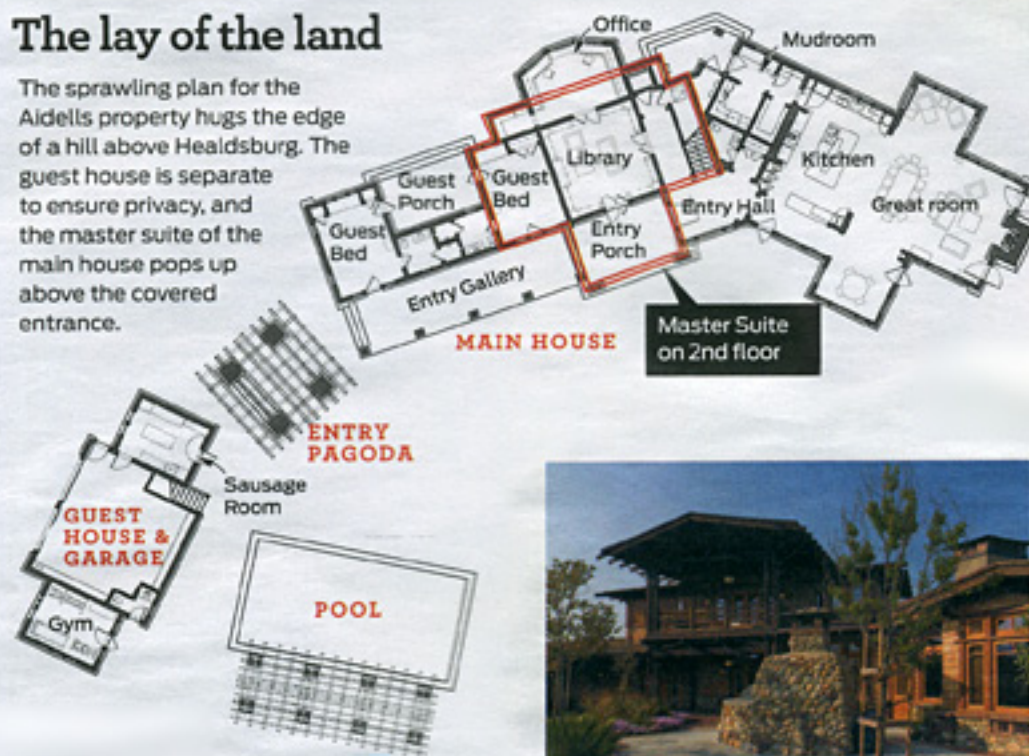 The lay of the land
The sprawling plan for the
Aidells property hugs the edge
of a hill above Healdsburg. The
guest house is separate
to ensure privacy, and
the master suite of the
main house pops up
above the covered
entrance.
Office
Mudroom
Library
Kitchen
Guest
Porch
Guest
Bed
Guest
Bed
Entry Hall
Great room
Entry
Porch
Entry Gallery
MAIN HOUSE
Master Suite
on 2nd floor
ENTRY
PAGODA
Sausage
Room
GUEST
HOUSE &
GARAGE
POOL
Gym